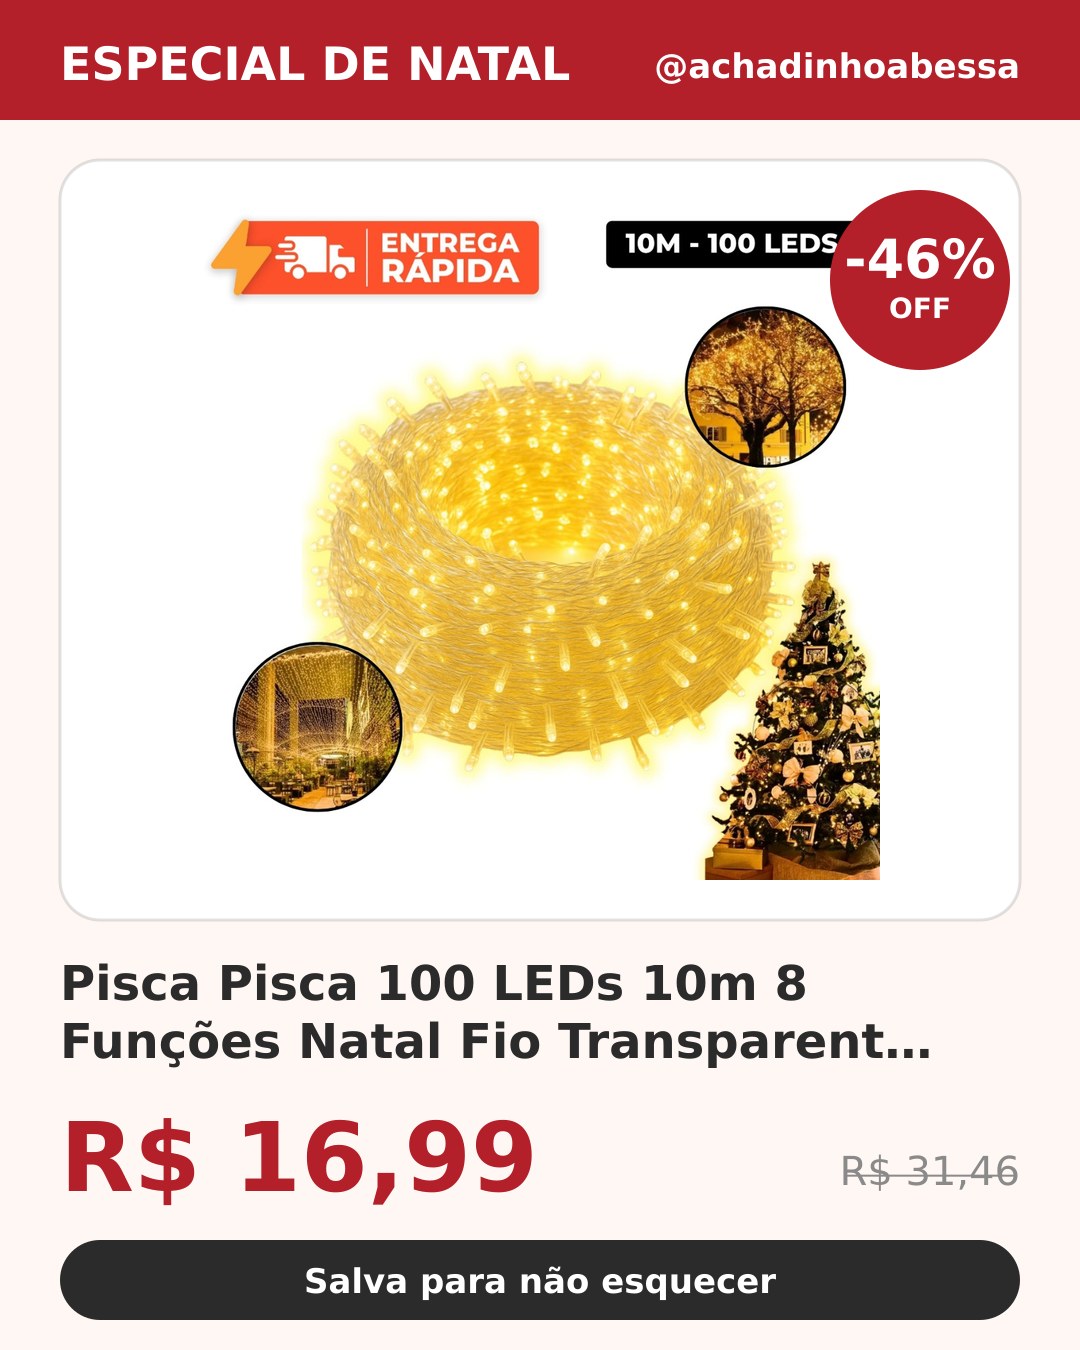 ESPECIAL DE NATAL
@achadinhoabessa
ENTREGA
RÁPIDA
10M - 100 LEDS
-46%
OFF
Pisca Pisca 100 LEDs 10m 8
Funções Natal Fio Transparent…
R$ 16,99
R$ 31,46
Salva para não esquecer